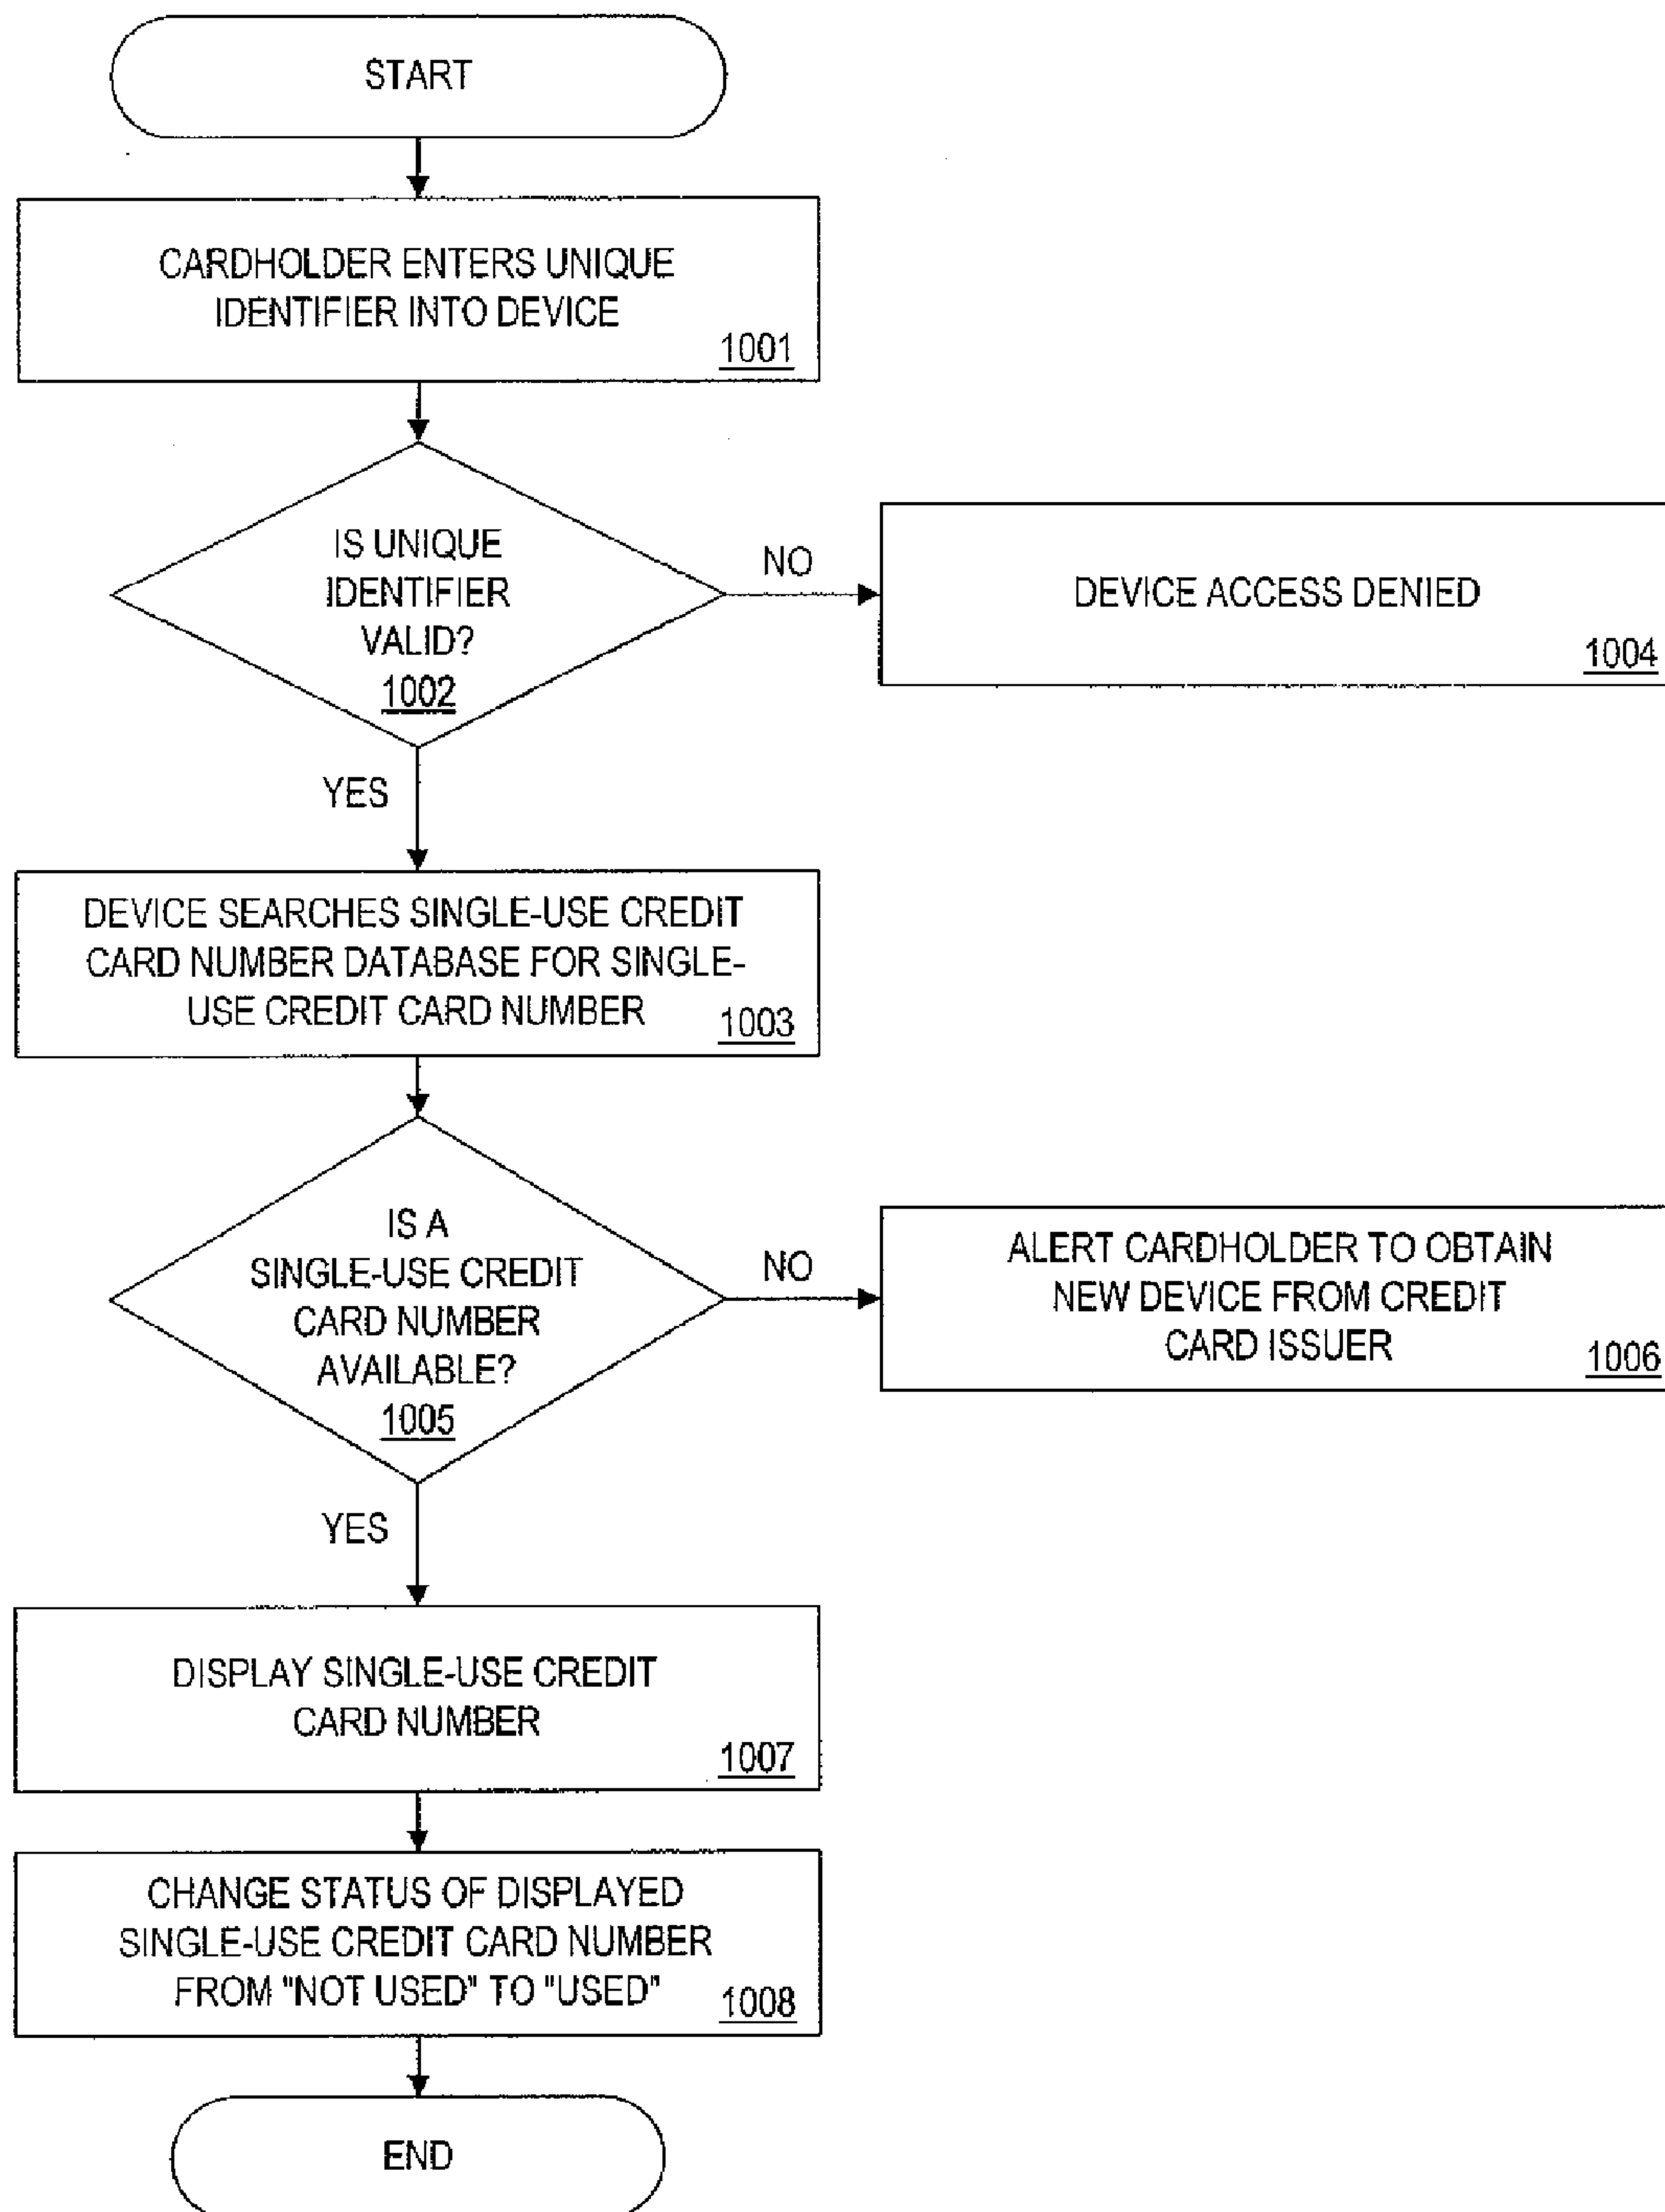 START
CARDHOLDER ENTERS UNIQUE
IDENTIFIER INTO DEVICE
1001
IS UNIQUE
IDENTIFIER
VALID?
1002
NO
DEVICE ACCESS DENIED
1004
YES
DEVICE SEARCHES SINGLE-USE CREDIT
CARD NUMBER DATABASE FOR SINGLE-
USE CREDIT CARD NUMBER
1003
IS A
SINGLE-USE CREDIT
CARD NUMBER
AVAILABLE?
1005
NO
ALERT CARDHOLDER TO OBTAIN
NEW DEVICE FROM CREDIT
CARD ISSUER
1006
YES
DISPLAY SINGLE-USE CREDIT
CARD NUMBER
1007
CHANGE STATUS OF DISPLAYED
SINGLE-USE CREDIT CARD NUMBER
FROM "NOT USED" TO "USED"
1008
END